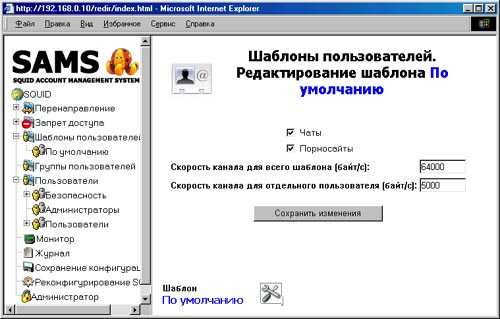 http://192.168.0.10/redir/index.html - Microsoft Internet Explorer
Файл Правка Вид Избранное Сервис Справка
SAMS
SQUID ACCOUNT MANAGEMENT SYSTEM
SQUID
Перенаправление
Запрет доступа
Шаблоны пользователей
По умолчанию
Группы пользователей
Пользователи
Безопасность
Администраторы
Пользователи
Монитор
Журнал
Сохранение конфигурац
Реконфигурирование SQ
Администратор
Шаблоны пользователей.
Редактирование шаблона По
умолчанию
Чаты
Порносайты
Скорость канала для всего шаблона (байт/с): 64000
Скорость канала для отдельного пользователя (байт/с): 5000
Сохранить изменения
Шаблон
По умолчанию